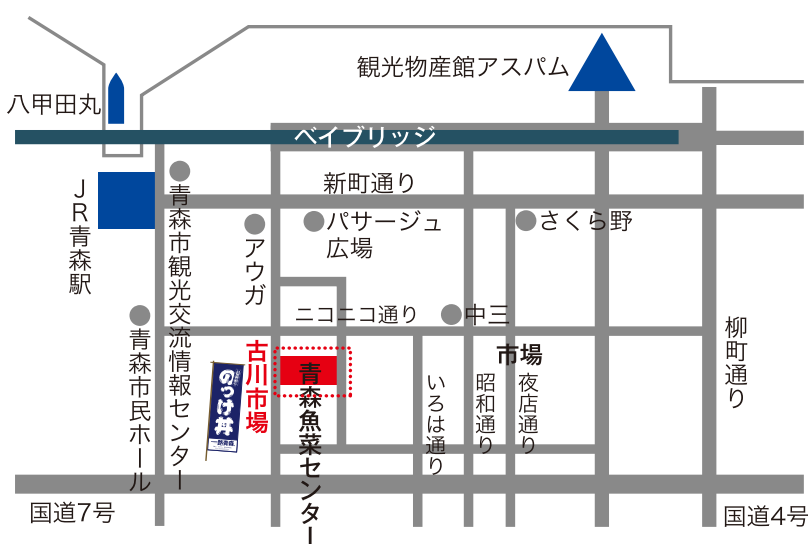 観光物産館アスパム
八甲田丸
ベイブリッジ
新町通り
JR青森駅
青森市観光交流情報センター
アウガ
パサージュ
広場
さくら野
ニコニコ通り
中三
青森市民ホール
古川市場
のっけ丼
青森魚菜センター
市場
いろは通り
昭和通り
夜店通り
柳町通り
国道7号
国道4号